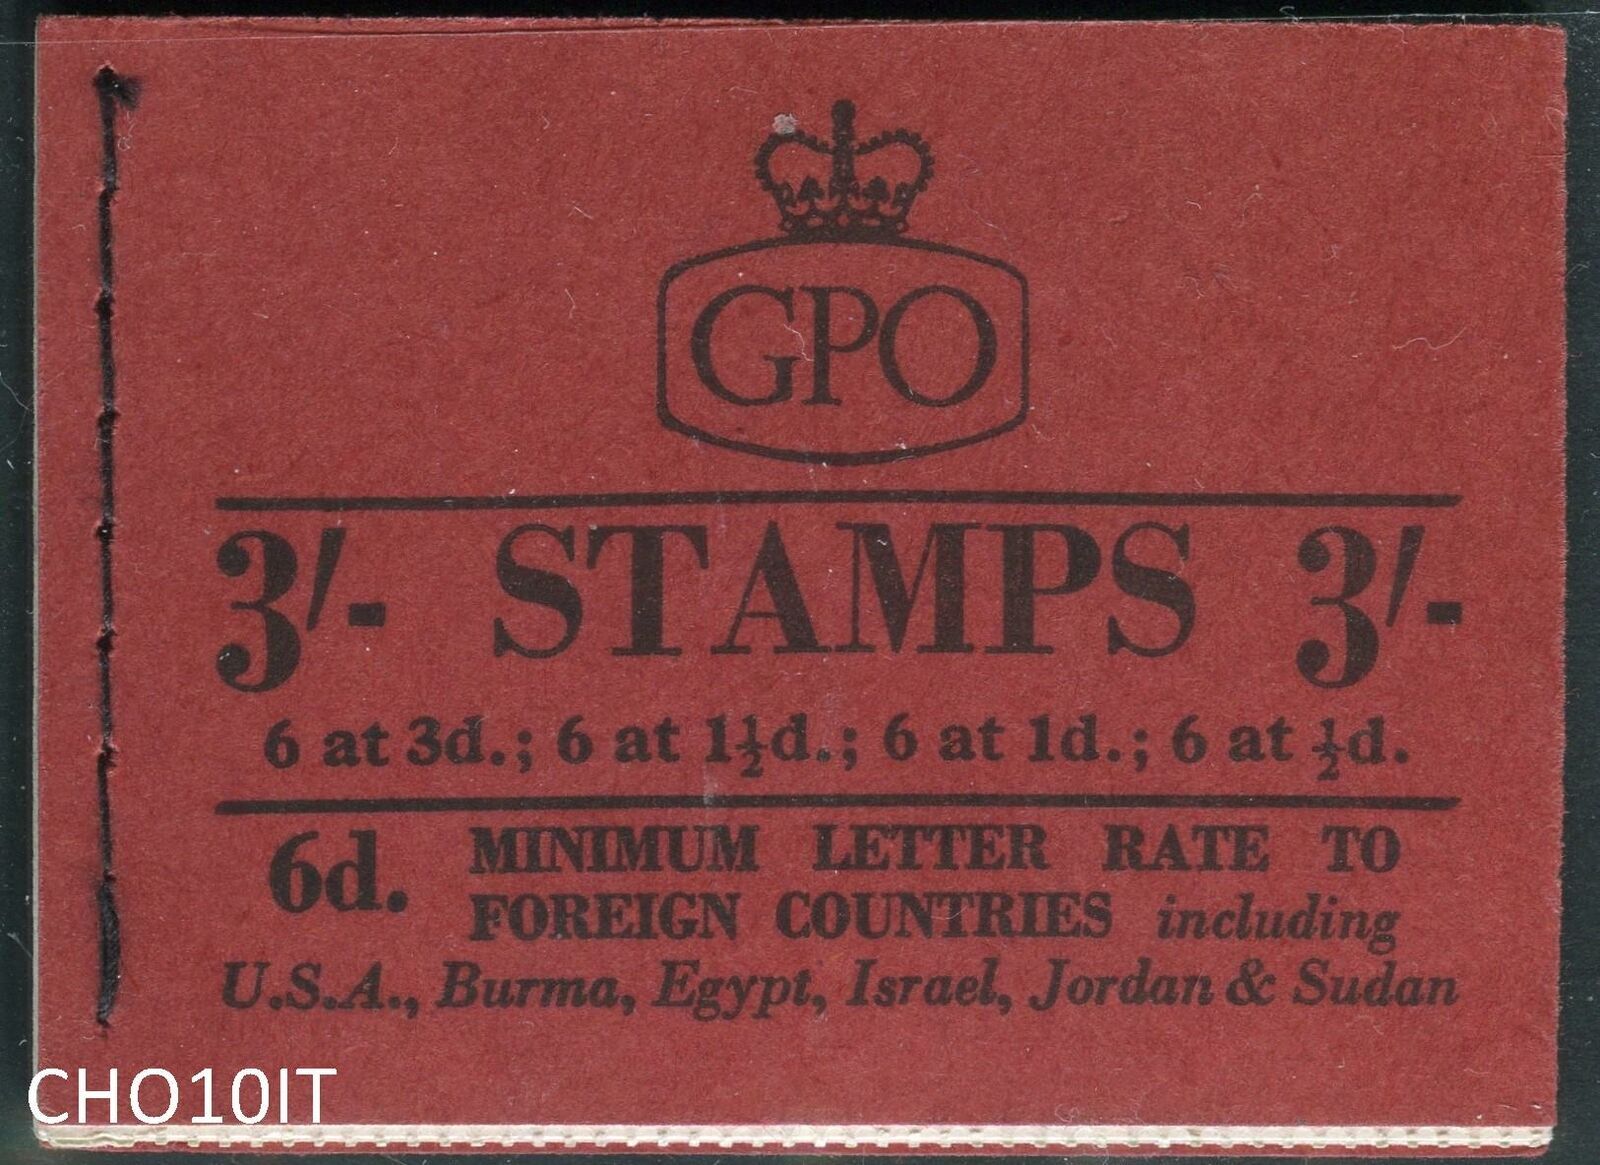 GPO
3/- STAMPS 3/-
6 at 3d.; 6 at 1½d.; 6 at 1d.; 6 at ½d.
6d. MINIMUM LETTER RATE TO
FOREIGN COUNTRIES including
U.S.A., Burma, Egypt, Israel, Jordan & Sudan
CHO10IT